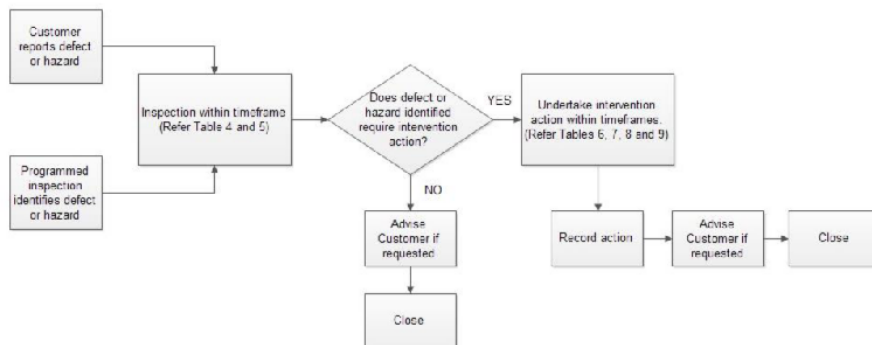 Customer
reports defect
or hazard
Programmed
inspection
identifies defect
or hazard
Inspection within timeframe
(Refer Table 4 and 5)
Does defect or
hazard identified
require intervention
action?
YES
NO
Undertake intervention
action within timeframes.
(Refer Tables 6, 7, 8 and 9)
Advise
Customer if
requested
Close
Record action
Advise
Customer if
requested
Close